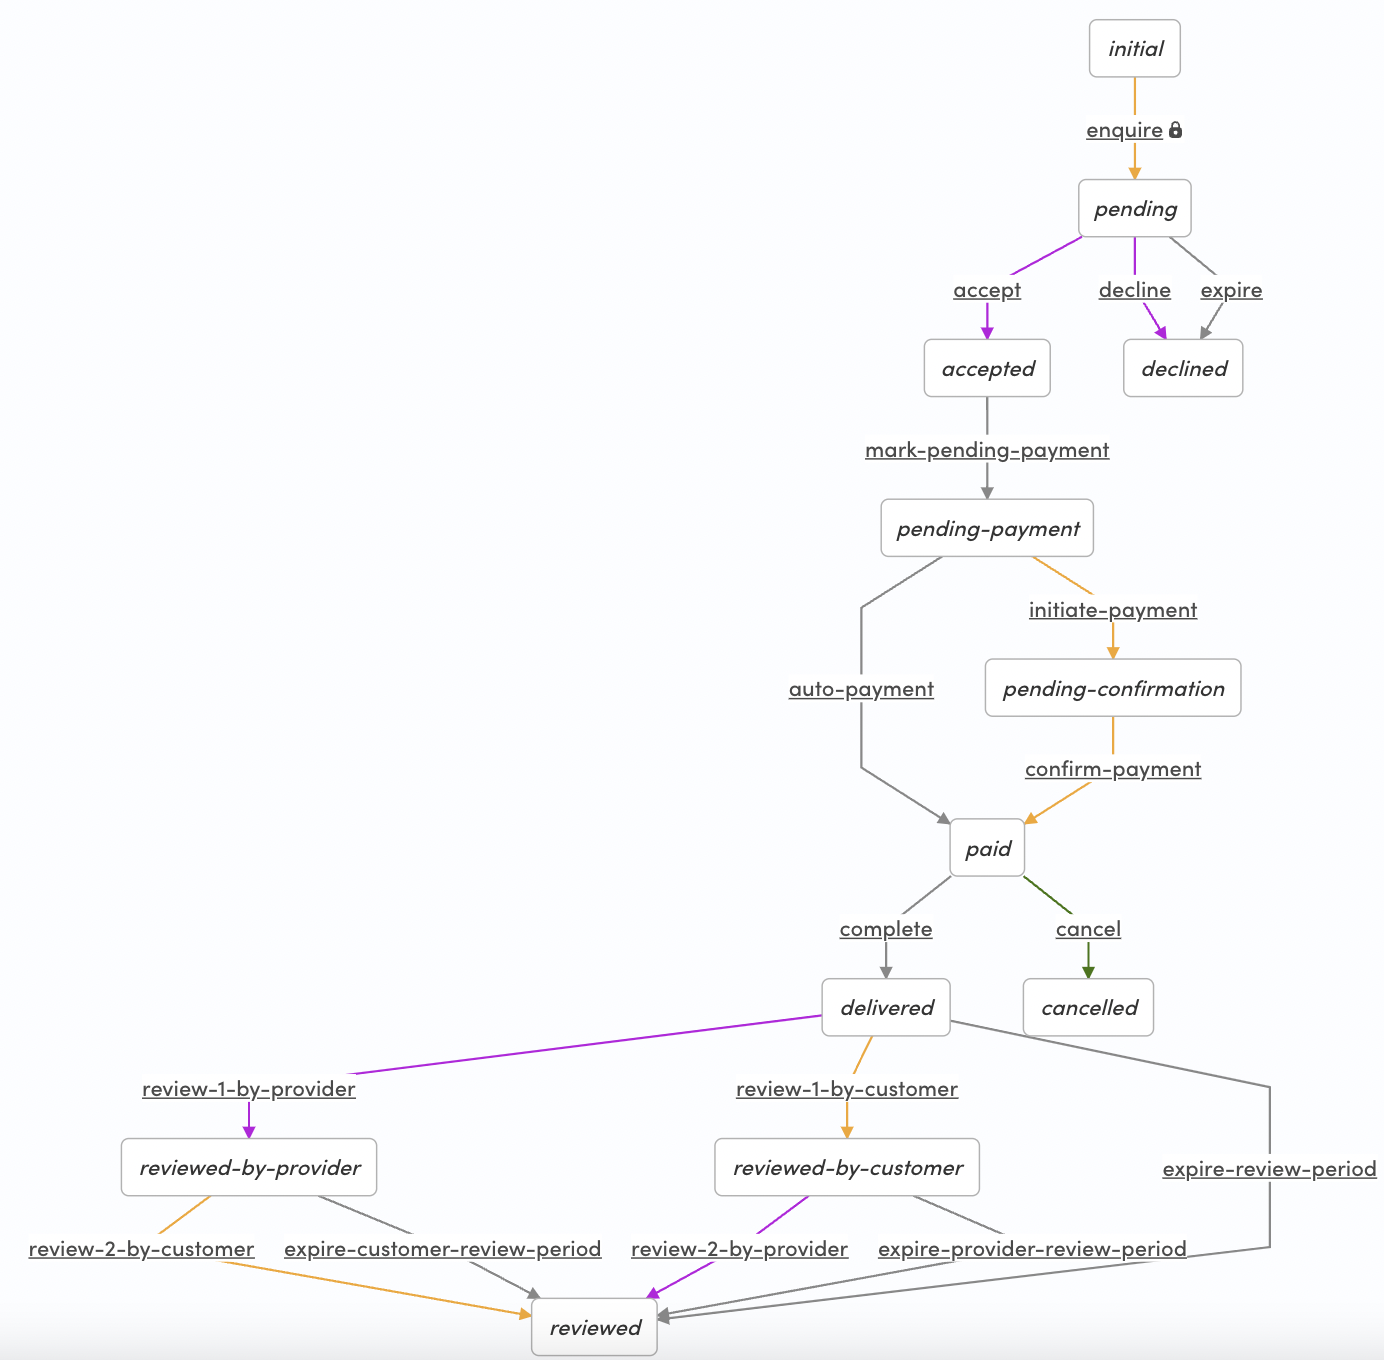 initial
enquire
pending
accept
decline
expire
accepted
declined
mark-pending-payment
pending-payment
initiate-payment
auto-payment
pending-confirmation
confirm-payment
paid
complete
cancel
delivered
cancelled
review-1-by-provider
review-1-by-customer
reviewed-by-provider
reviewed-by-customer
expire-review-period
review-2-by-customer
expire-customer-review-period
review-2-by-provider
expire-provider-review-period
reviewed